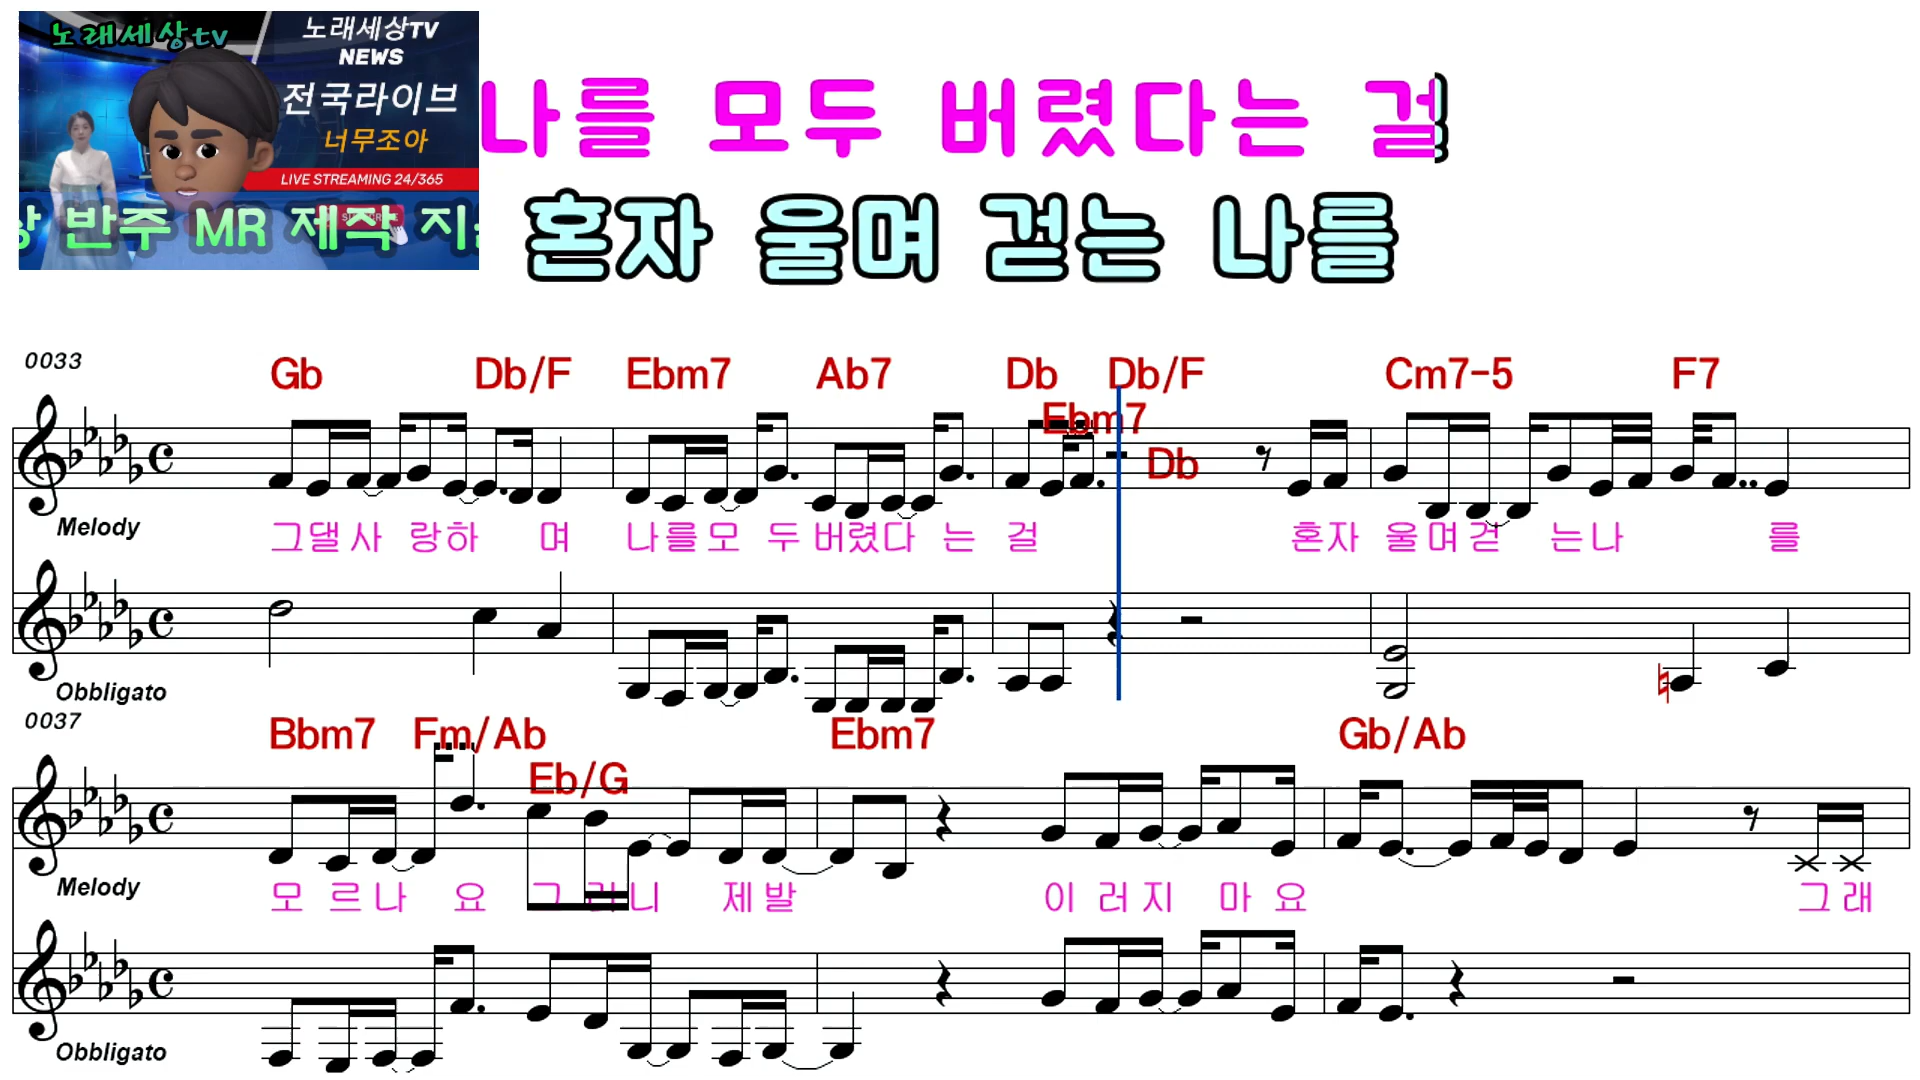 노래세상tv
노래세상TV
NEWS
전국라이브
너무조아
LIVE STREAMING 24/365
반주 MR 제작
나를 모두 버렸다는 걸
혼자 울며 걷는 나를
0033
Gb Db/F Ebm7 Ab7 Db Db/F Cm7-5 F7
Ebm7
Db
Melody
그댈사 랑하 며 나를모 두버렸다 는 걸 혼자 울며걷 는나 를
Obbligato
0037
Bbm7 Fm/Ab Ebm7 Gb/Ab
Eb/G
Melody
모 르나 요 그 러니 제발 이 러지 마 요 그래
Obbligato